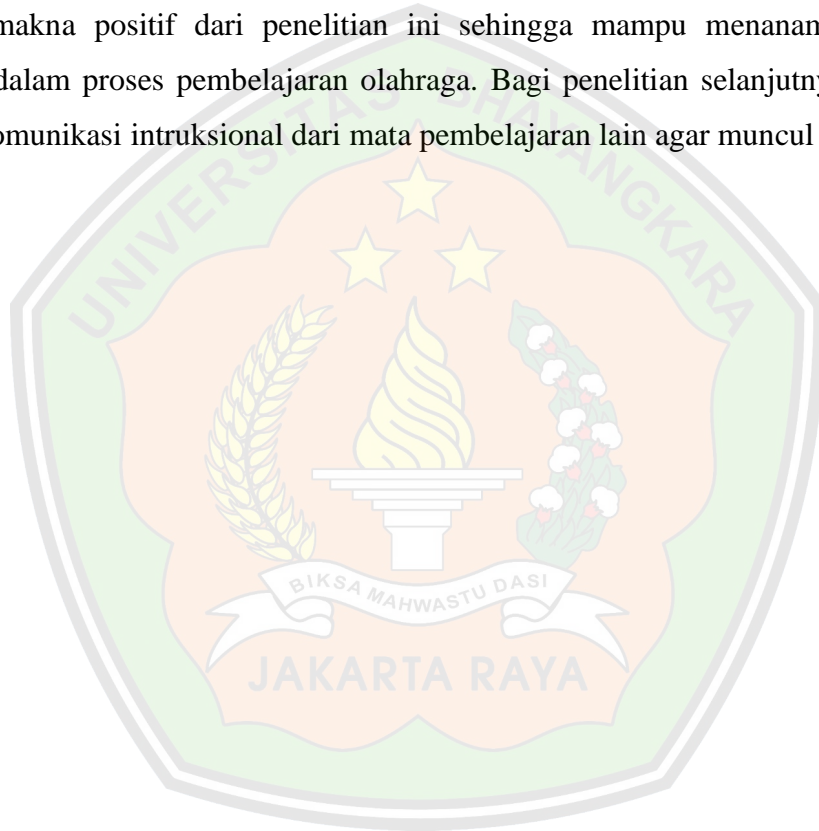 makna positif dari penelitian ini sehingga mampu menanam
dalam proses pembelajaran olahraga. Bagi penelitian selanjutny
omunikasi intruksional dari mata pembelajaran lain agar muncul
UNIVERSITAS BHAYANGKARA
BIKSA MAHWASTU DASI
JAKARTA RAYA